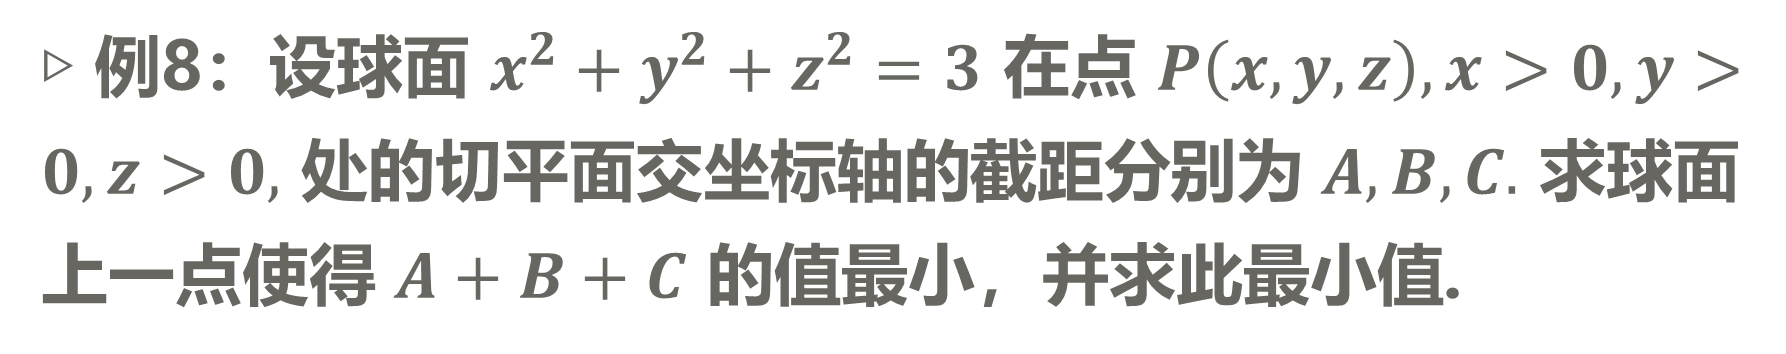 ▷ 例8：设球面 x² + y² + z² = 3 在点 P(x, y, z), x > 0, y >
0, z > 0, 处的切平面交坐标轴的截距分别为 A, B, C. 求球面
上一点使得 A + B + C 的值最小，并求此最小值.